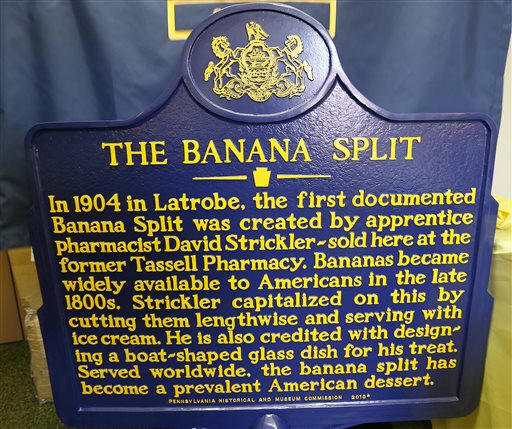 THE BANANA SPLIT
In 1904 in Latrobe, the first documented
Banana Split was created by apprentice
pharmacist David Strickler-sold here at the
former Tassell Pharmacy. Bananas became
widely available to Americans in the late
1800s. Strickler capitalized on this by
cutting them lengthwise and serving with
ice cream. He is also credited with design-
ing a boat-shaped glass dish for his treat.
Served worldwide, the banana split has
become a prevalent American dessert.
PENNSYLVANIA HISTORICAL AND MUSEUM COMMISSION 2013